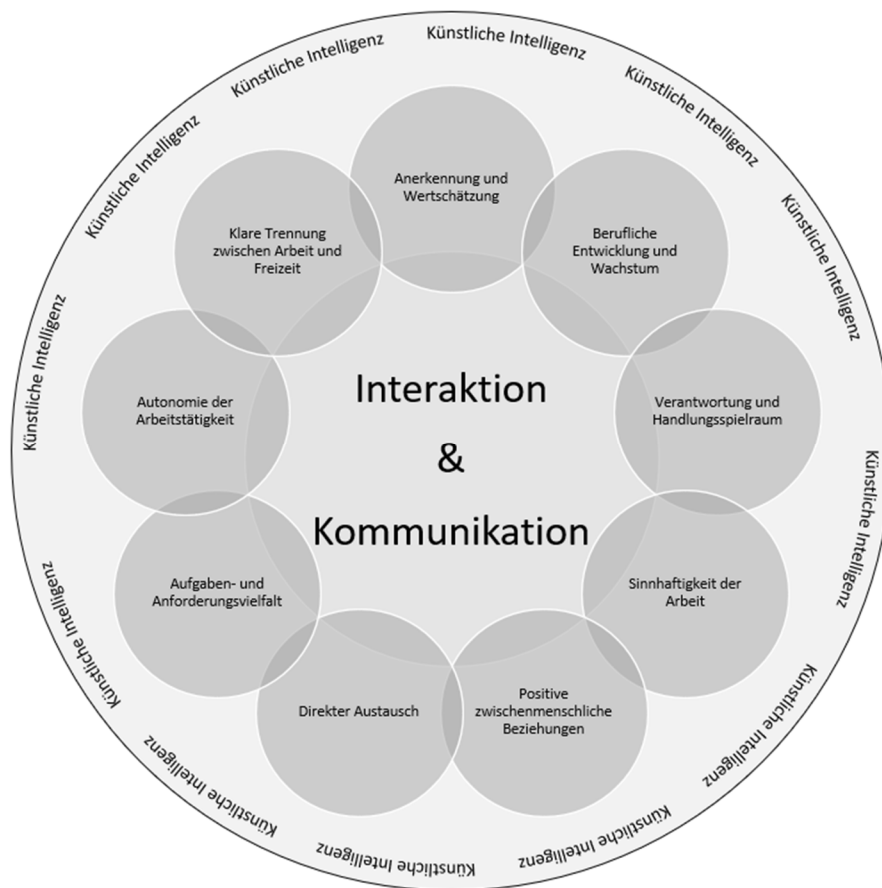 Künstliche Intelligenz
Künstliche Intelligenz
Künstliche Intelligenz
Künstliche Intelligenz
Künstliche Intelligenz
Künstliche Intelligenz
Künstliche Intelligenz
Künstliche Intelligenz
Künstliche Intelligenz
Künstliche Intelligenz
Künstliche Intelligenz
Künstliche Intelligenz
Anerkennung und
Wertschätzung
Berufliche
Entwicklung und
Wachstum
Verantwortung und
Handlungsspielraum
Sinnhaftigkeit der
Arbeit
Positive
zwischenmenschliche
Beziehungen
Direkter Austausch
Aufgaben- und
Anforderungsvielfalt
Autonomie der
Arbeitstätigkeit
Klare Trennung
zwischen Arbeit und
Freizeit
Interaktion
&
Kommunikation